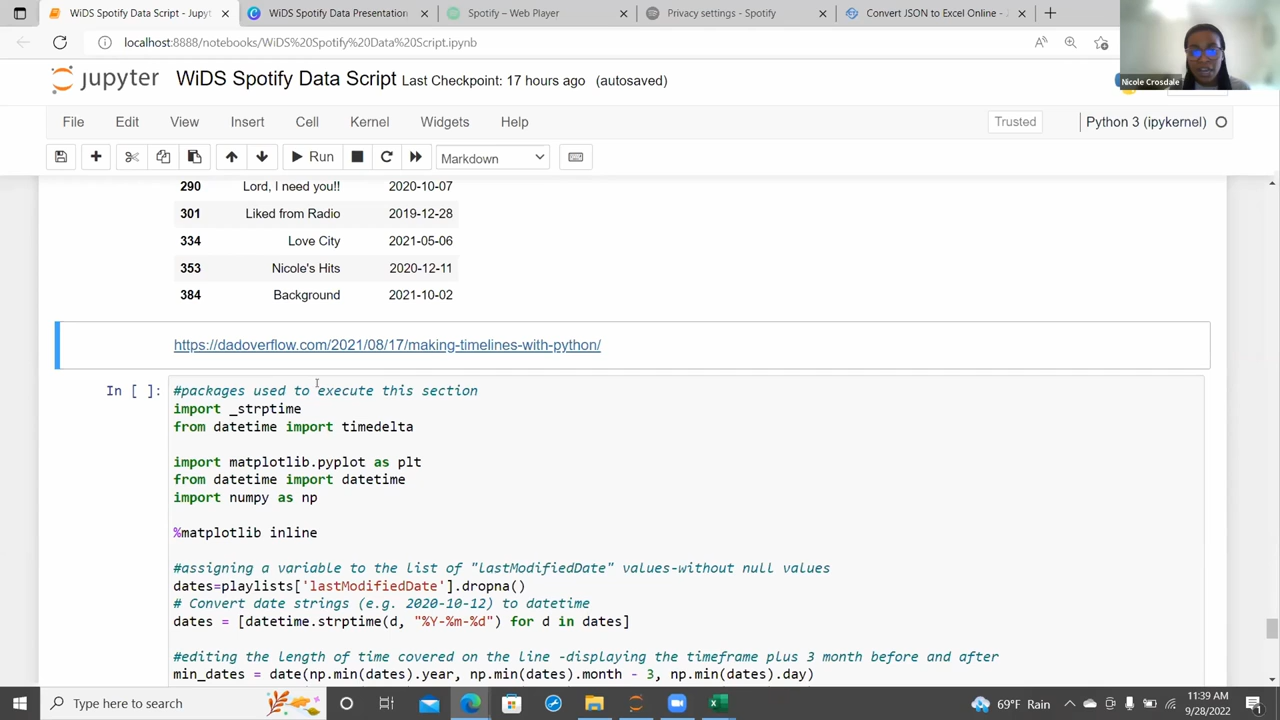 WiDS Spotify Data Script - Jupyt
WiDS Spotify Data Presentation
Spotify – Web Player
Privacy settings - Spotify
Convert JSON to Excel Online -
localhost:8888/notebooks/WiDS%20Spotify%20Data%20Script.ipynb
Nicole Crosdale
jupyter WiDS Spotify Data Script Last Checkpoint: 17 hours ago (autosaved)
File Edit View Insert Cell Kernel Widgets Help Trusted Python 3 (ipykernel)
Run Markdown
290 Lord, I need you!! 2020-10-07
301 Liked from Radio 2019-12-28
334 Love City 2021-05-06
353 Nicole's Hits 2020-12-11
384 Background 2021-10-02
https://dadoverflow.com/2021/08/17/making-timelines-with-python/
In [ ]: #packages used to execute this section
import _strptime
from datetime import timedelta
import matplotlib.pyplot as plt
from datetime import datetime
import numpy as np
%matplotlib inline
#assigning a variable to the list of "lastModifiedDate" values-without null values
dates=playlists['lastModifiedDate'].dropna()
# Convert date strings (e.g. 2020-10-12) to datetime
dates = [datetime.strptime(d, "%Y-%m-%d") for d in dates]
#editing the length of time covered on the line -displaying the timeframe plus 3 month before and after
min_dates = date(np.min(dates).year, np.min(dates).month - 3, np.min(dates).day)
Type here to search
69°F Rain
11:39 AM
9/28/2022